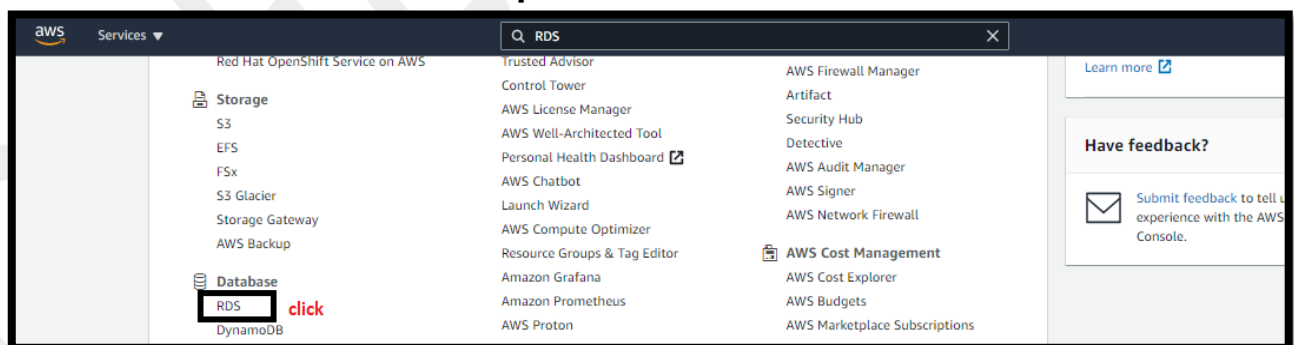 aws Services ▼ RDS
Red Hat OpenShift Service on AWS
Storage
S3
EFS
FSx
S3 Glacier
Storage Gateway
AWS Backup
Database
RDS click
DynamoDB
Trusted Advisor
Control Tower
AWS License Manager
AWS Well-Architected Tool
Personal Health Dashboard
AWS Chatbot
Launch Wizard
AWS Compute Optimizer
Resource Groups & Tag Editor
Amazon Grafana
Amazon Prometheus
AWS Proton
AWS Firewall Manager
Artifact
Security Hub
Detective
AWS Audit Manager
AWS Signer
AWS Network Firewall
AWS Cost Management
AWS Cost Explorer
AWS Budgets
AWS Marketplace Subscriptions
Learn more
Have feedback?
Submit feedback to tell
experience with the AWS
Console.